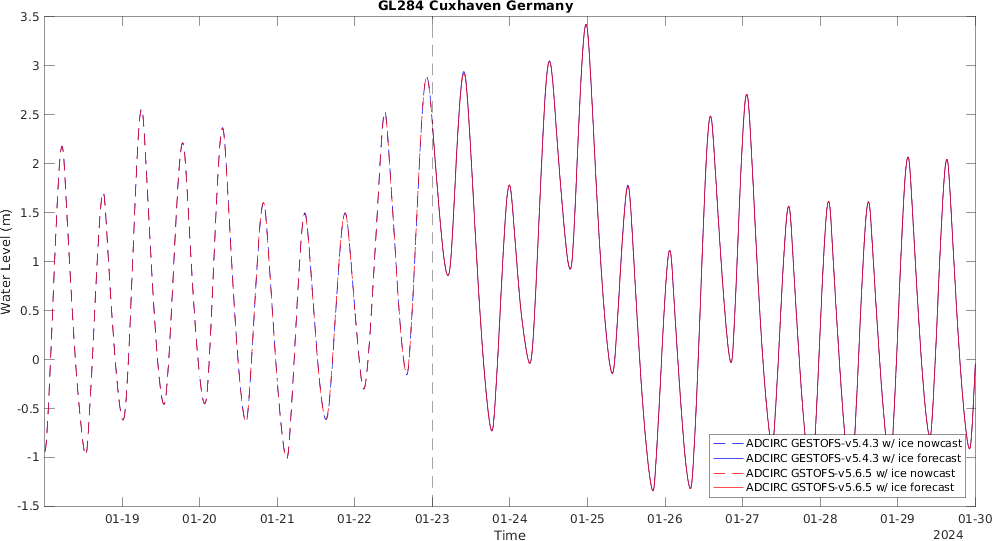 GL284 Cuxhaven Germany
3.5
3
2.5
2
1.5
1
0.5
0
-0.5
-1
-1.5
Water Level (m)
ADCIRC GESTOFS-v5.4.3 w/ ice nowcast
ADCIRC GESTOFS-v5.4.3 w/ ice forecast
ADCIRC GSTOFS-v5.6.5 w/ ice nowcast
ADCIRC GSTOFS-v5.6.5 w/ ice forecast
01-19 01-20 01-21 01-22 01-23 01-24 01-25 01-26 01-27 01-28 01-29 01-30
Time
2024